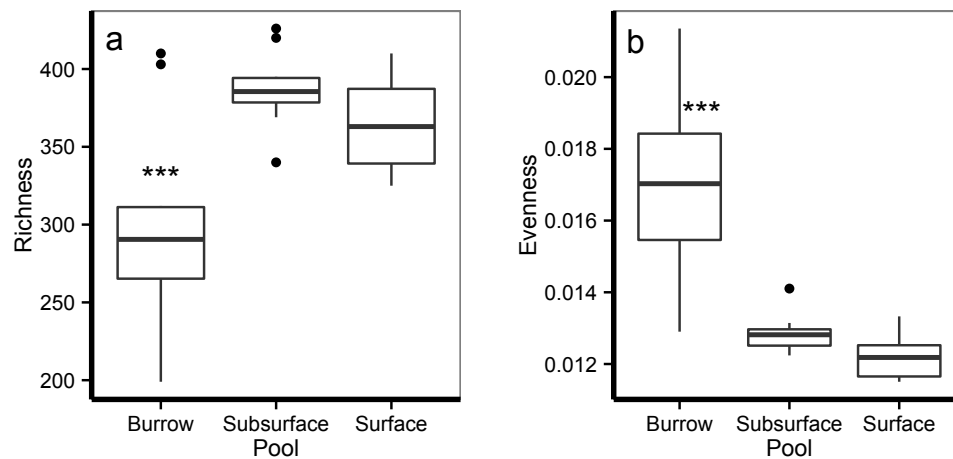 a
Richness
400
350
300
250
200
***
Burrow Subsurface Surface
Pool
b
Evenness
0.020
0.018
0.016
0.014
0.012
***
Burrow Subsurface Surface
Pool